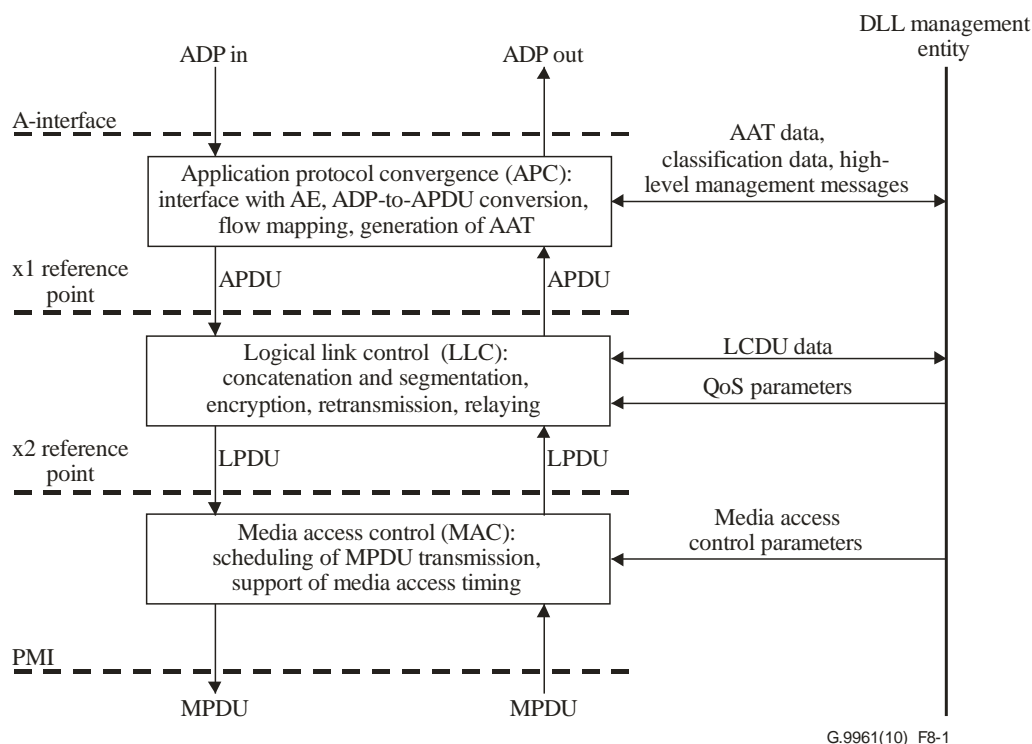 DLL management
entity
ADP in
ADP out
A-interface
AAT data,
classification data, high-
level management messages
Application protocol convergence (APC):
interface with AE, ADP-to-APDU conversion,
flow mapping, generation of AAT
x1 reference
point
APDU
APDU
Logical link control (LLC):
concatenation and segmentation,
encryption, retransmission, relaying
LCDU data
QoS parameters
x2 reference
point
LPDU
LPDU
Media access control (MAC):
scheduling of MPDU transmission,
support of media access timing
Media access
control parameters
PMI
MPDU
MPDU
G.9961(10) F8-1